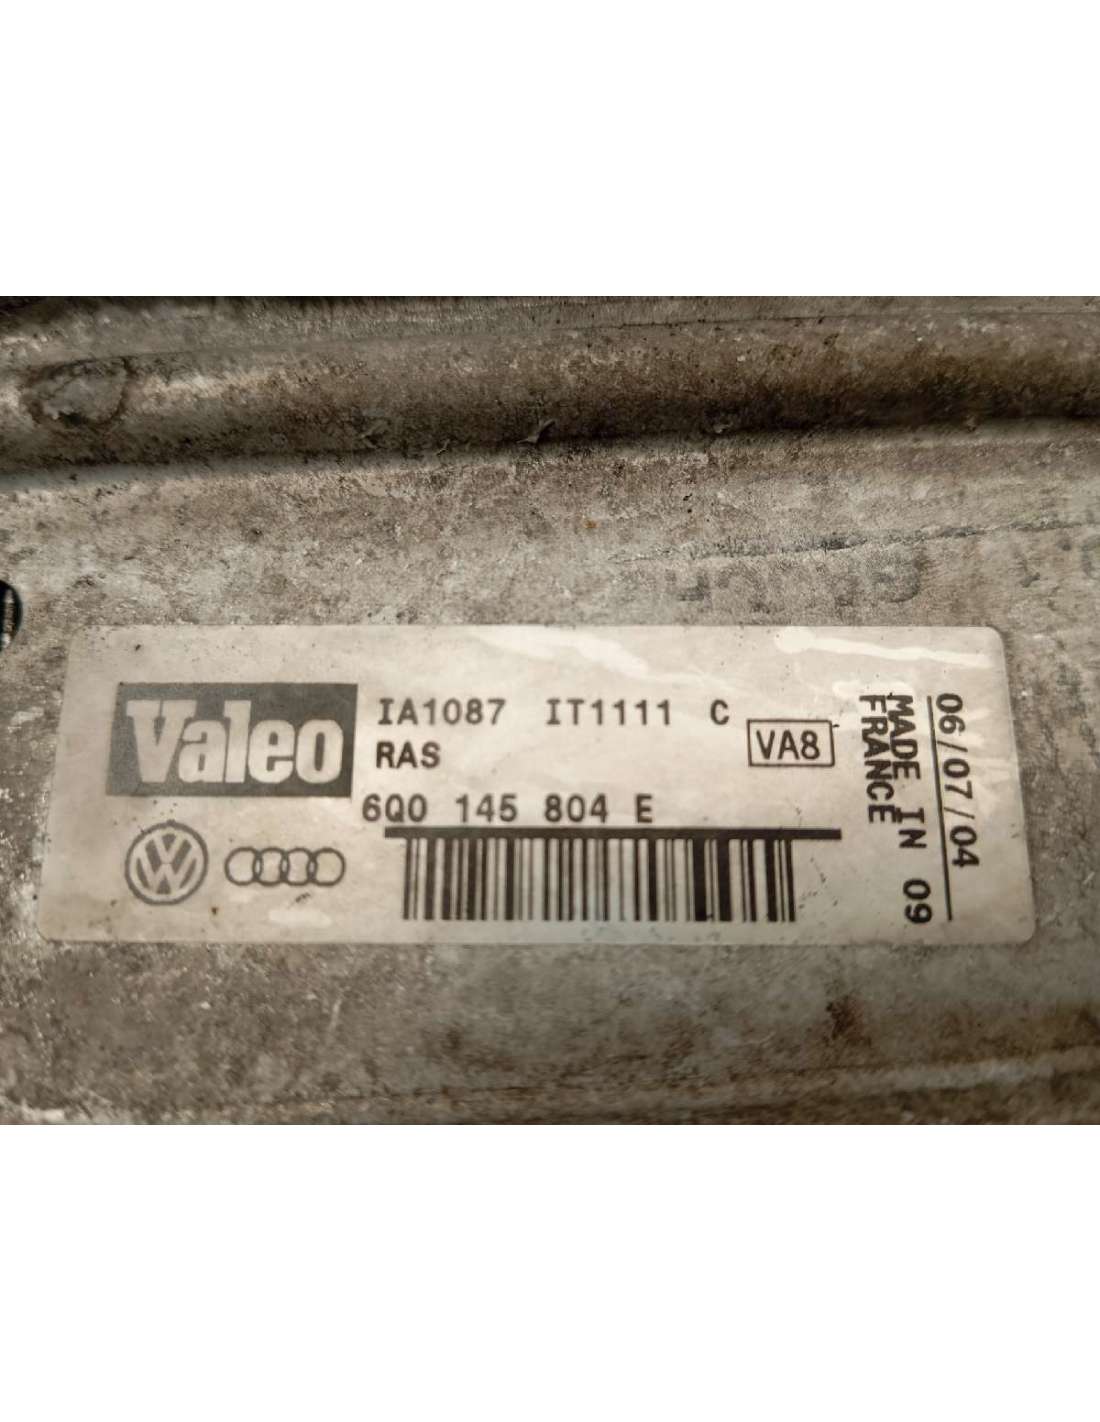 Valeo
IA1087 IT1111 C
RAS
VA8
6Q0 145 804 E
MADE IN 09
FRANCE
06/07/04